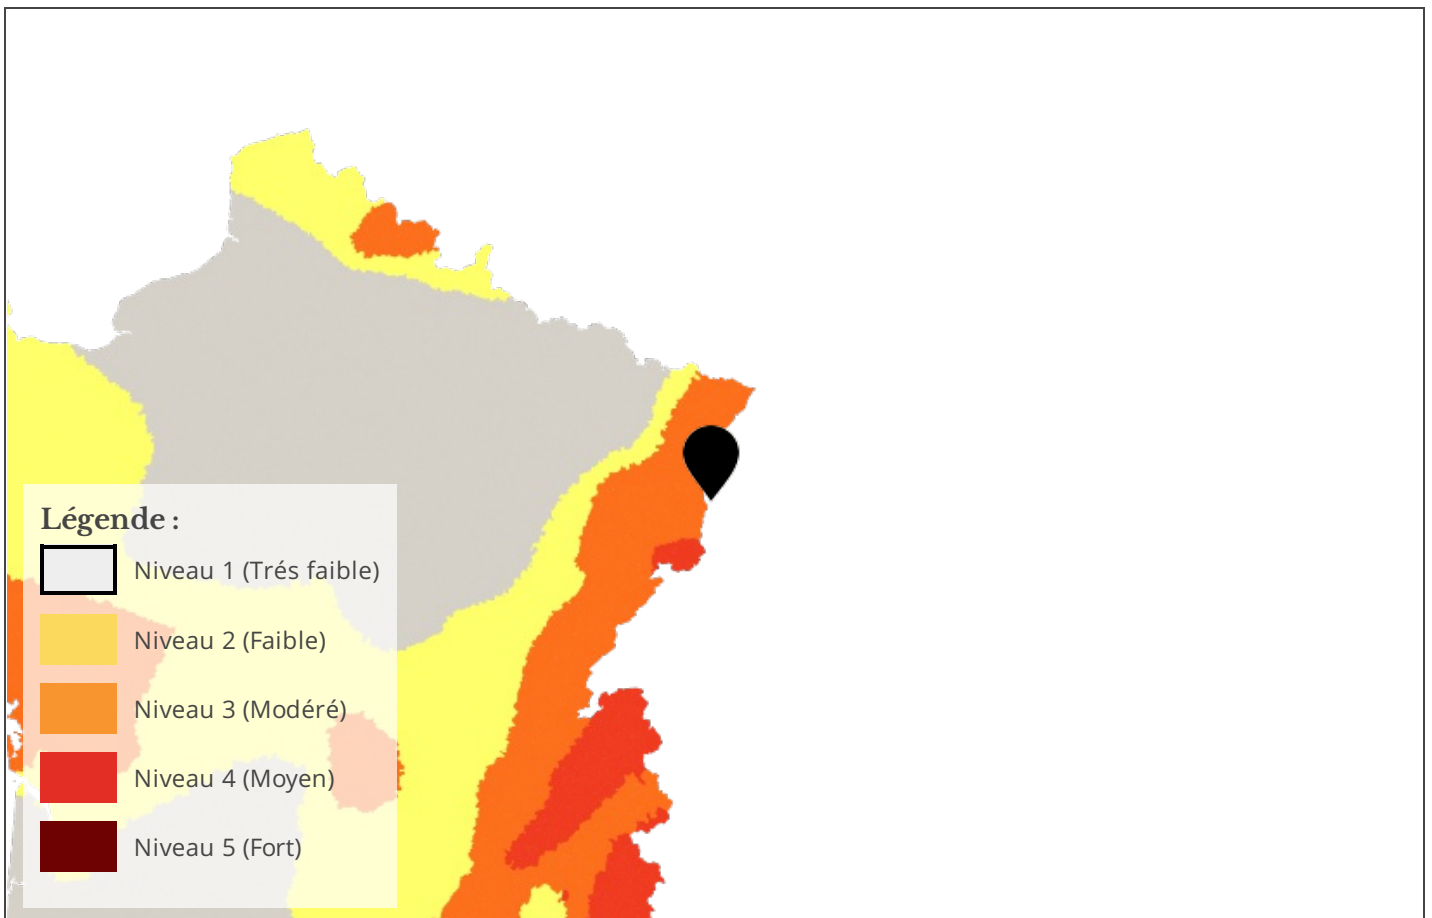 Légende :
Niveau 1 (Trés faible)
Niveau 2 (Faible)
Niveau 3 (Modéré)
Niveau 4 (Moyen)
Niveau 5 (Fort)